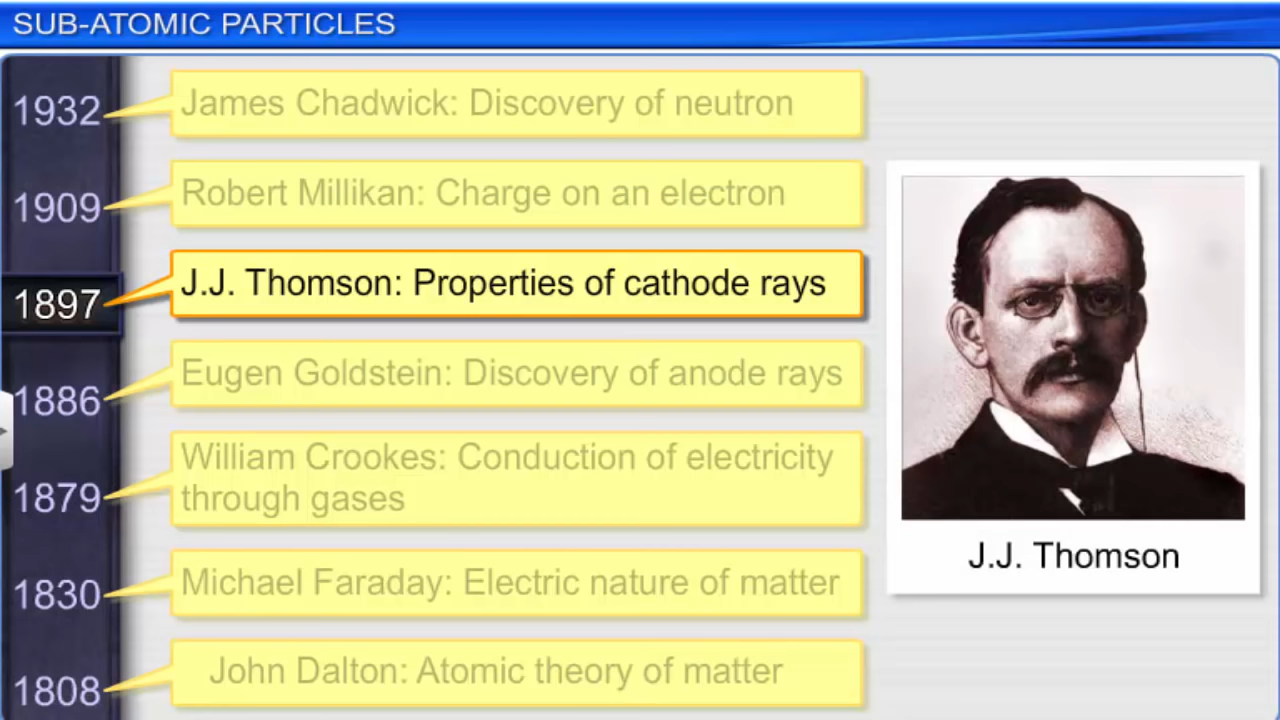 SUB-ATOMIC PARTICLES
1932
James Chadwick: Discovery of neutron
1909
Robert Millikan: Charge on an electron
1897
J.J. Thomson: Properties of cathode rays
1886
Eugen Goldstein: Discovery of anode rays
1879
William Crookes: Conduction of electricity
through gases
1830
Michael Faraday: Electric nature of matter
1808
John Dalton: Atomic theory of matter
J.J. Thomson